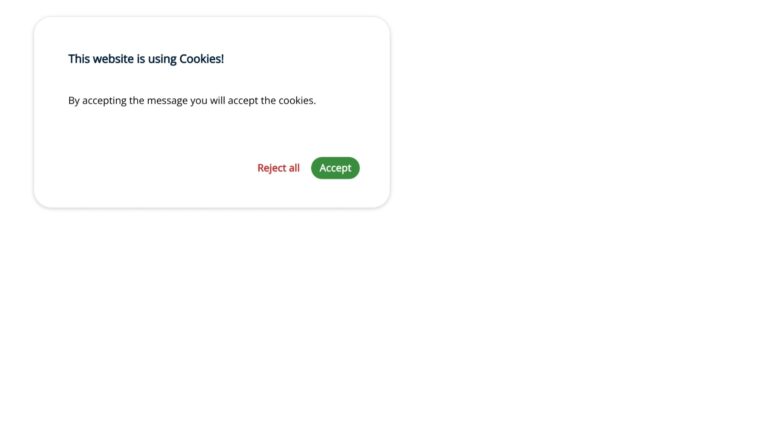 This website is using Cookies!
By accepting the message you will accept the cookies.
Reject all
Accept